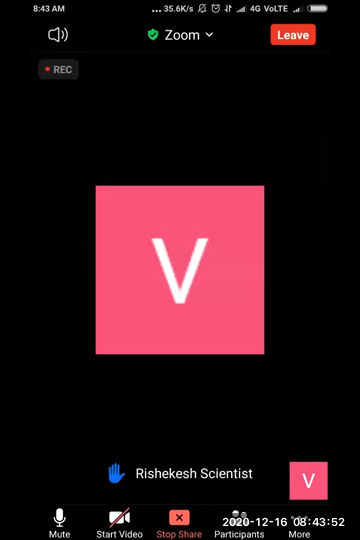 8:43 AM ... 35.6K/s 4G VoLTE
Zoom
Leave
REC
V
Rishekesh Scientist
V
2020-12-16 08:43:52
Mute
Start Video
Stop Share
Participants
More